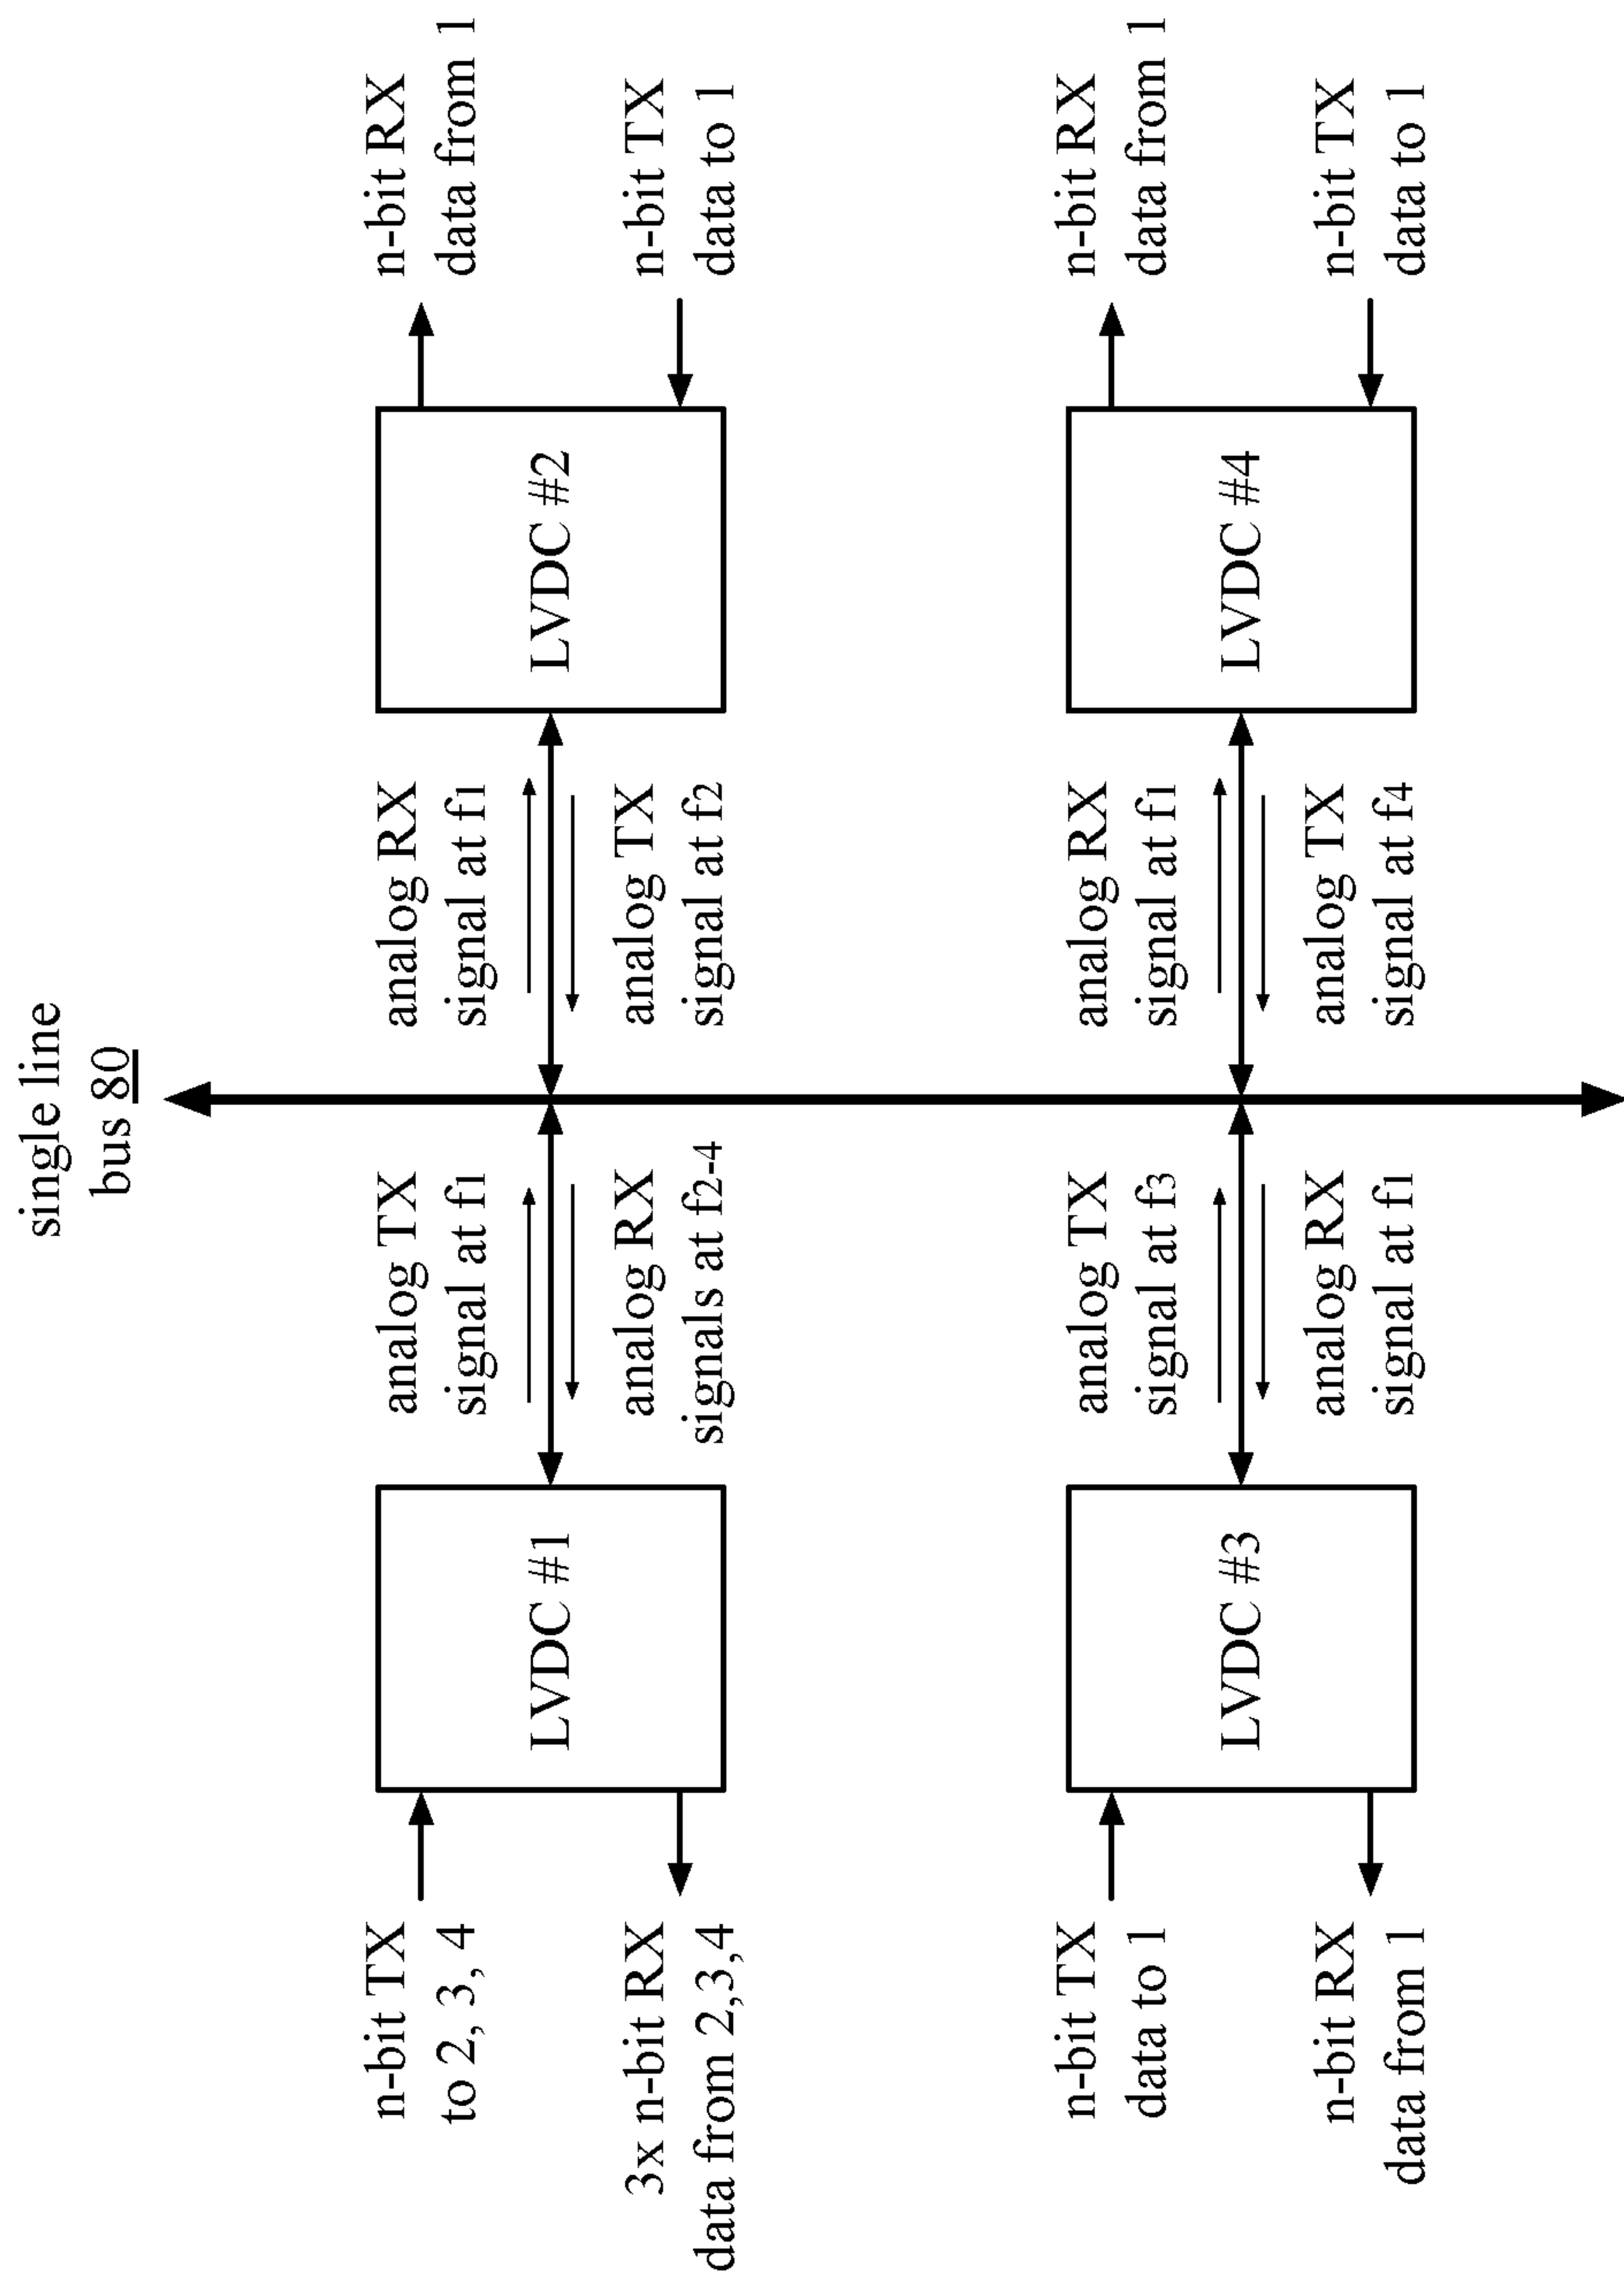 single line
bus 80
n-bit TX
to 2, 3, 4
3x n-bit RX
data from 2,3,4
LVDC #1
analog TX
signal at f1
analog RX
signals at f2-4
analog RX
signal at f1
analog TX
signal at f2
LVDC #2
n-bit RX
data from 1
n-bit TX
data to 1
n-bit TX
data to 1
n-bit RX
data from 1
LVDC #3
analog TX
signal at f3
analog RX
signal at f1
analog RX
signal at f1
analog TX
signal at f4
LVDC #4
n-bit RX
data from 1
n-bit TX
data to 1